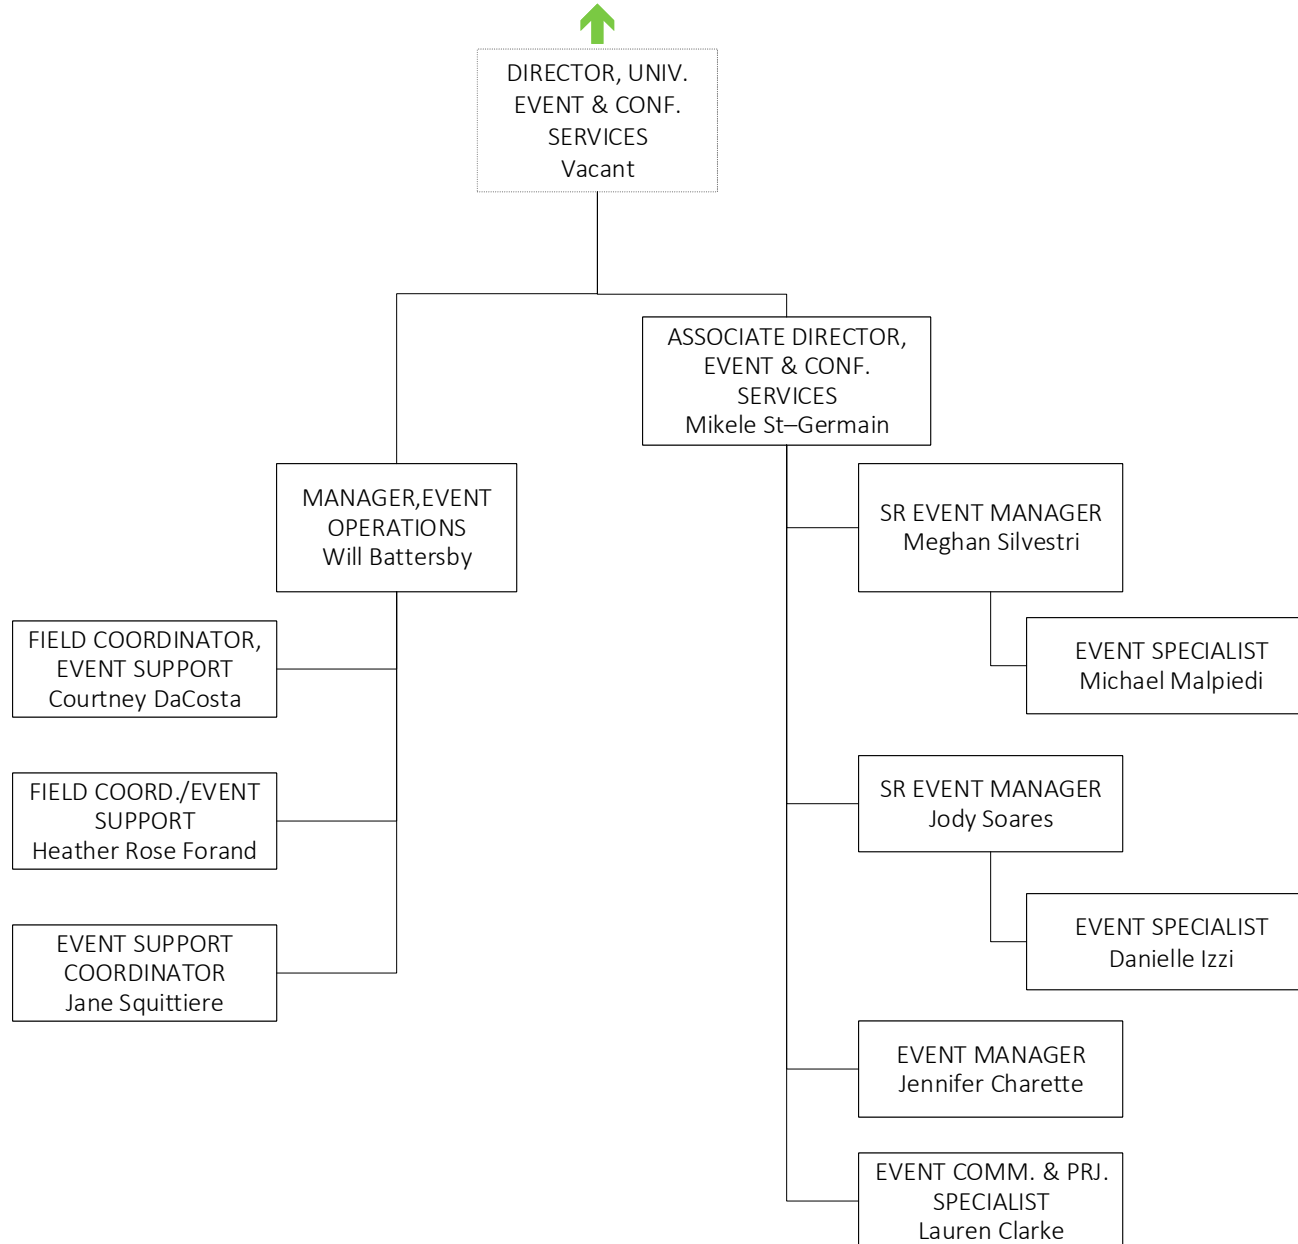 DIRECTOR, UNIV.
EVENT & CONF.
SERVICES
Vacant
ASSOCIATE DIRECTOR,
EVENT & CONF.
SERVICES
Mikele St–Germain
MANAGER,EVENT
OPERATIONS
Will Battersby
SR EVENT MANAGER
Meghan Silvestri
FIELD COORDINATOR,
EVENT SUPPORT
Courtney DaCosta
EVENT SPECIALIST
Michael Malpiedi
FIELD COORD./EVENT
SUPPORT
Heather Rose Forand
SR EVENT MANAGER
Jody Soares
EVENT SUPPORT
COORDINATOR
Jane Squittiere
EVENT SPECIALIST
Danielle Izzi
EVENT MANAGER
Jennifer Charette
EVENT COMM. & PRJ.
SPECIALIST
Lauren Clarke